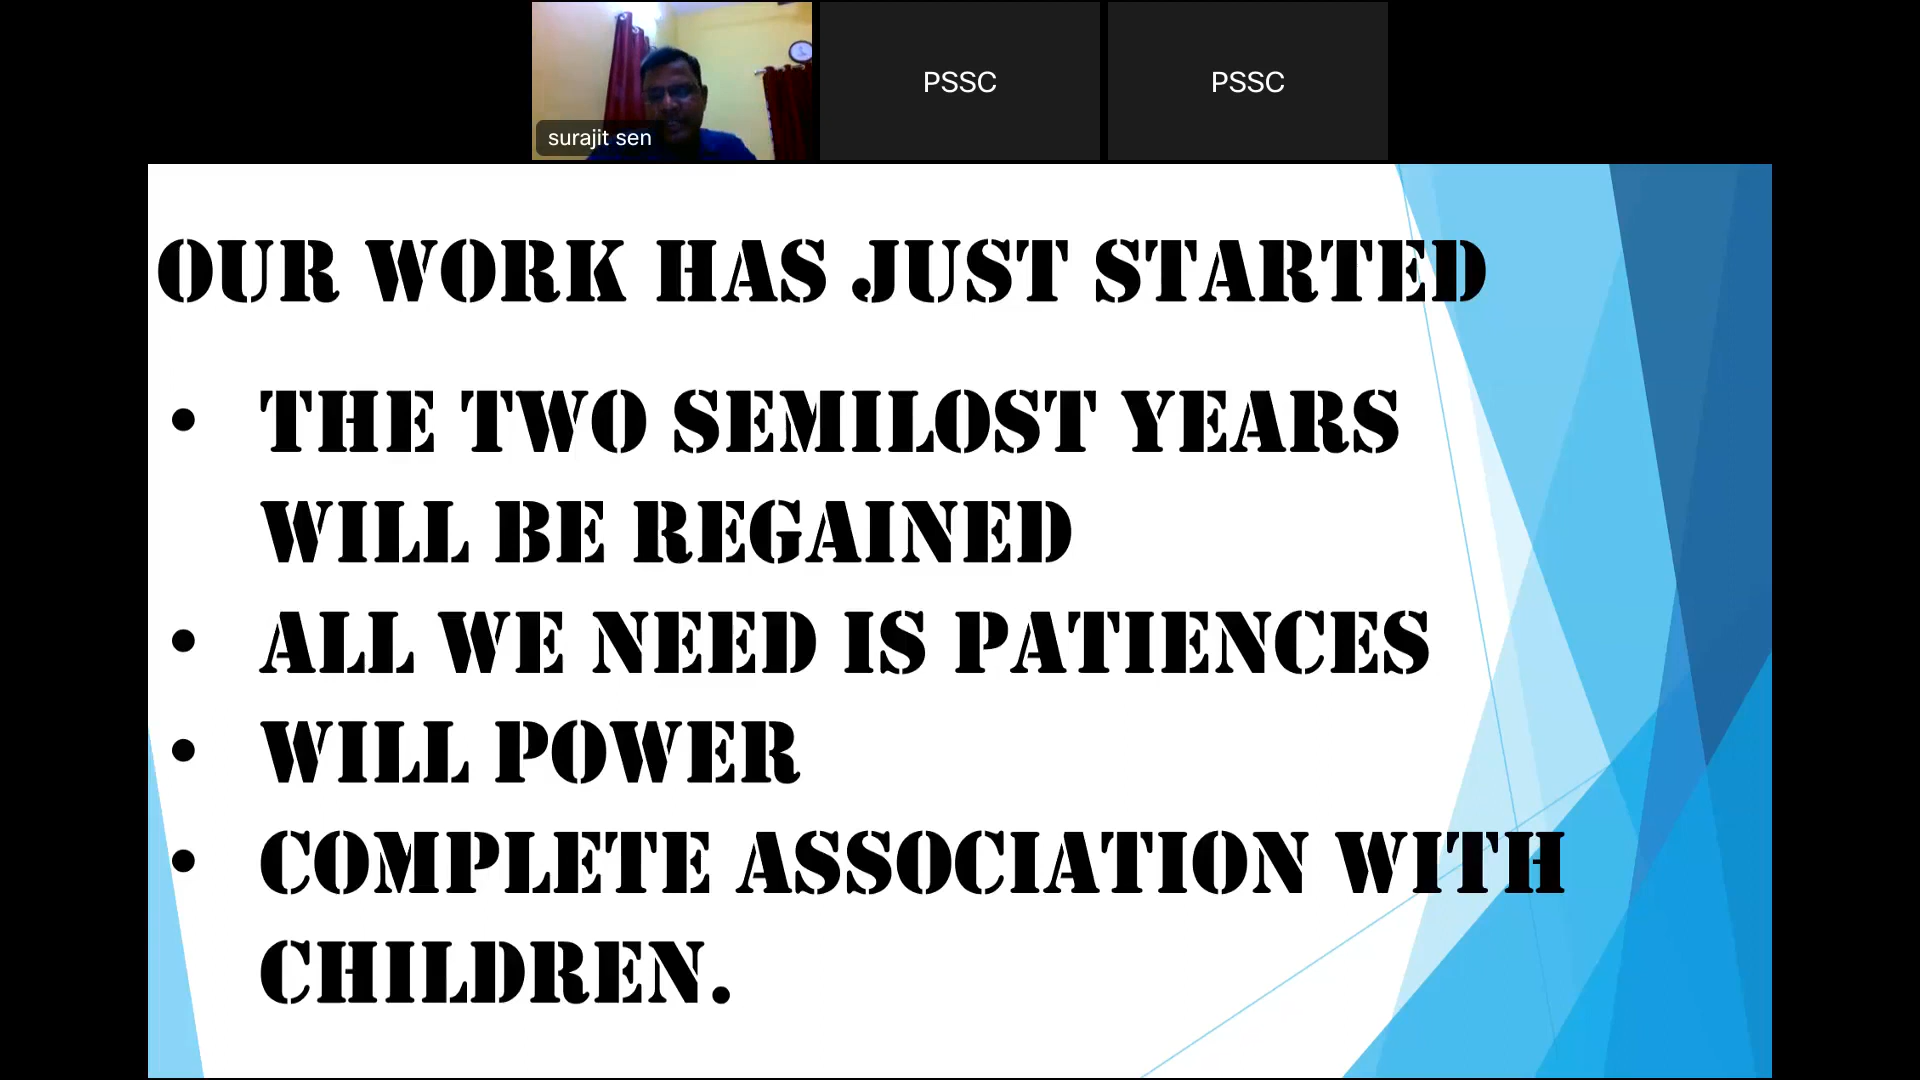 PSSC
PSSC
surajit sen
OUR WORK HAS JUST STARTED
• THE TWO SEMILOST YEARS
WILL BE REGAINED
• ALL WE NEED IS PATIENCES
• WILL POWER
• COMPLETE ASSOCIATION WITH
CHILDREN.